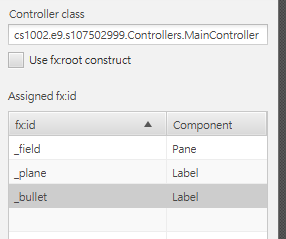 Controller class
cs1002.e9.s107502999.Controllers.MainController
Use fx:root construct
Assigned fx:id
fx:id Component
_field Pane
_plane Label
_bullet Label